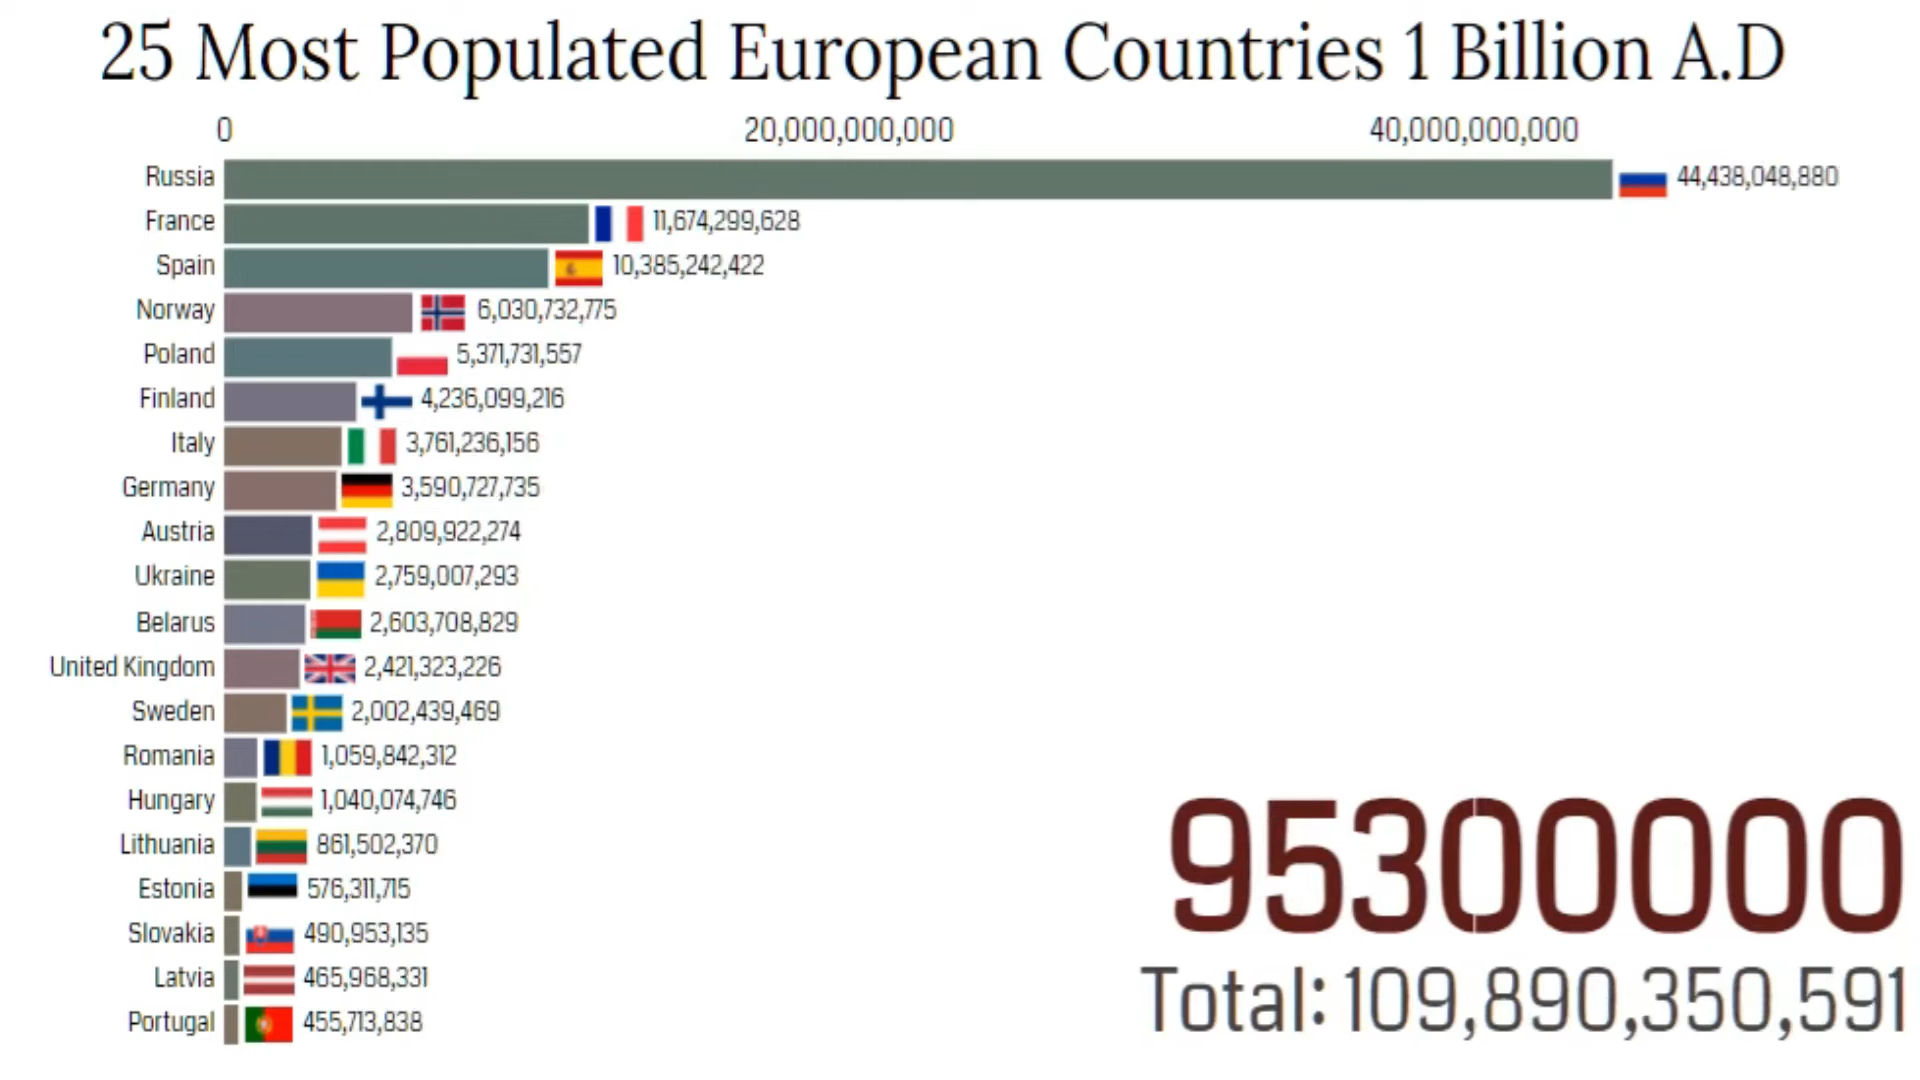 25 Most Populated European Countries 1 Billion A.D
0 20,000,000,000 40,000,000,000
Russia 44,438,048,880
France 11,674,299,628
Spain 10,385,242,422
Norway 6,030,732,775
Poland 5,371,731,557
Finland 4,236,099,216
Italy 3,761,236,156
Germany 3,590,727,735
Austria 2,809,922,274
Ukraine 2,759,007,293
Belarus 2,603,708,829
United Kingdom 2,421,323,226
Sweden 2,002,439,469
Romania 1,059,842,312
Hungary 1,040,074,746
Lithuania 861,502,370
Estonia 576,311,715
Slovakia 490,953,135
Latvia 465,968,331
Portugal 455,713,838
95300000
Total: 109,890,350,591